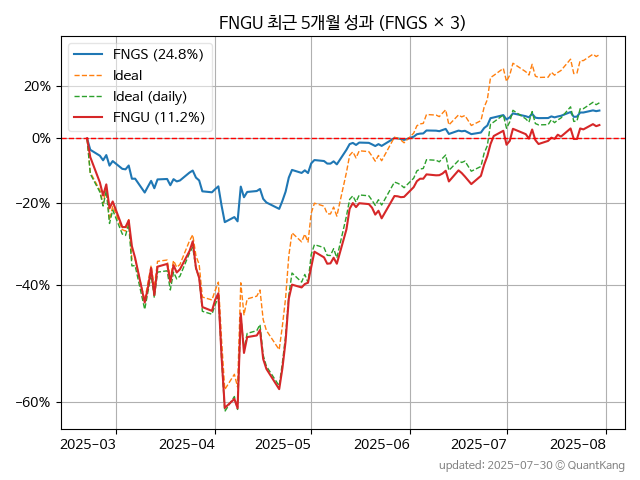 FNGU 최근 5개월 성과 (FNGS × 3)
FNGS (24.8%)
Ideal
Ideal (daily)
FNGU (11.2%)
20%
0%
−20%
−40%
−60%
2025-03 2025-04 2025-05 2025-06 2025-07 2025-08
updated: 2025-07-30 © QuantKang